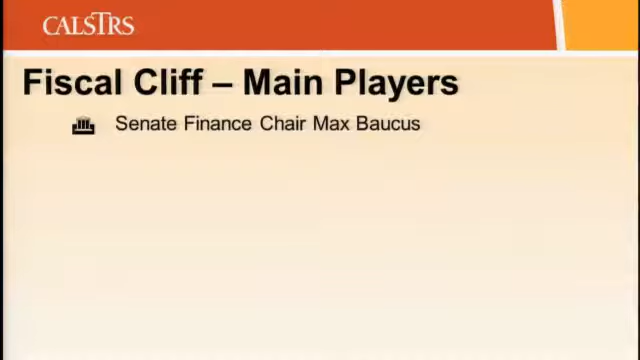 CALSTRS
Fiscal Cliff – Main Players
Senate Finance Chair Max Baucus